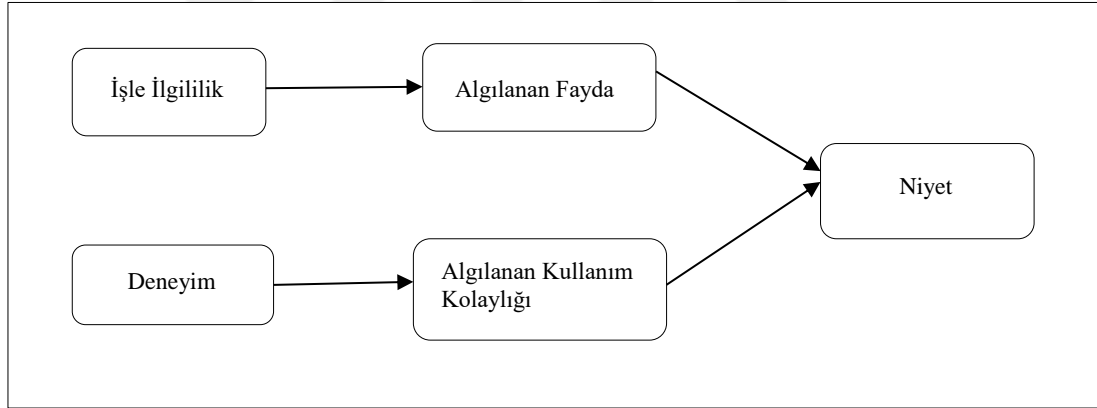 İşle İlgililik
Algılanan Fayda
Niyet
Deneyim
Algılanan Kullanım
Kolaylığı